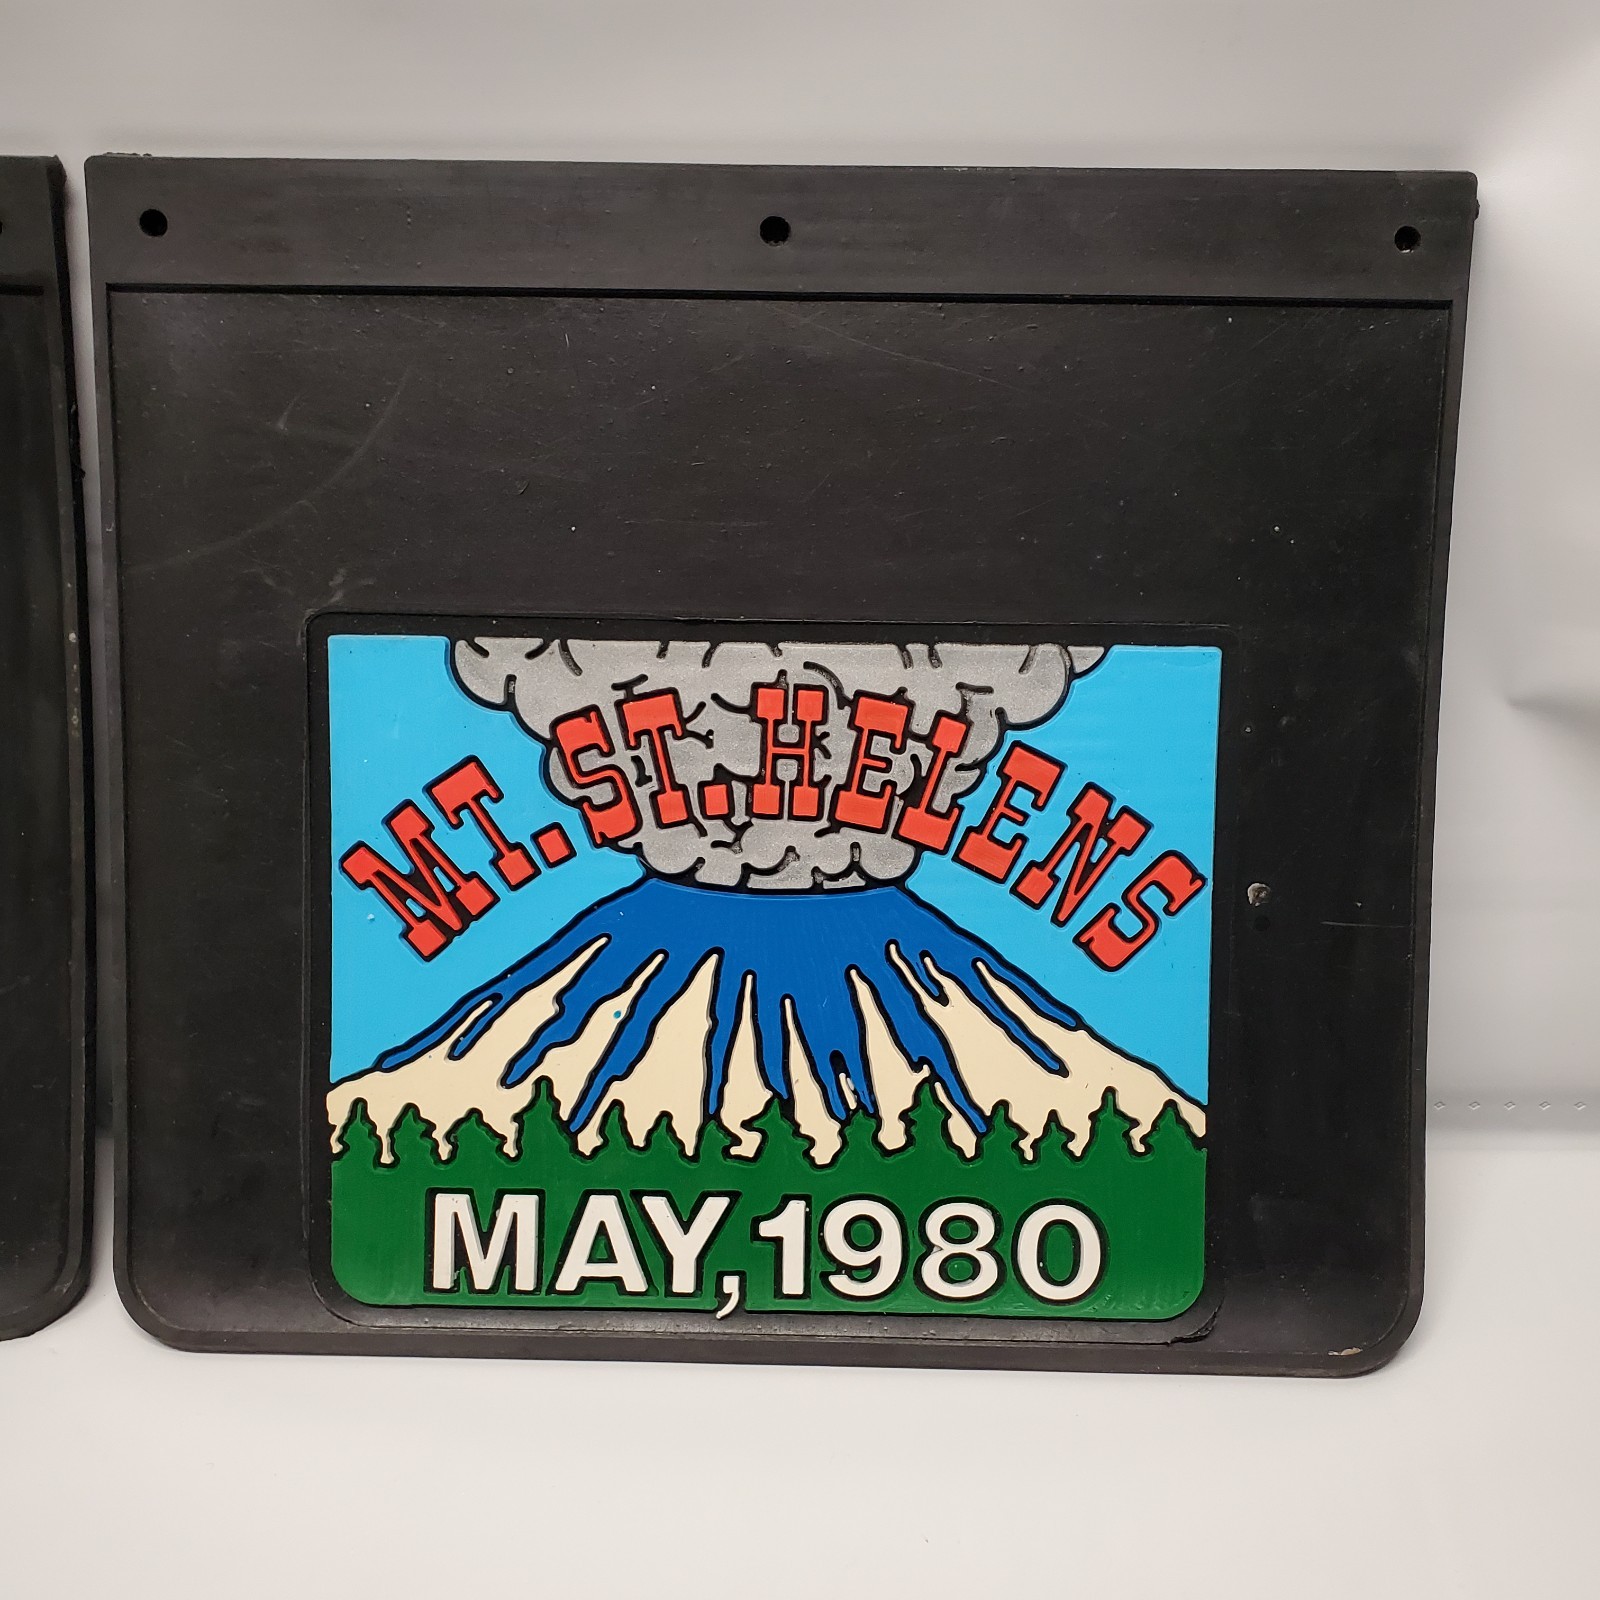 MT. ST. HELENS
MAY, 1980